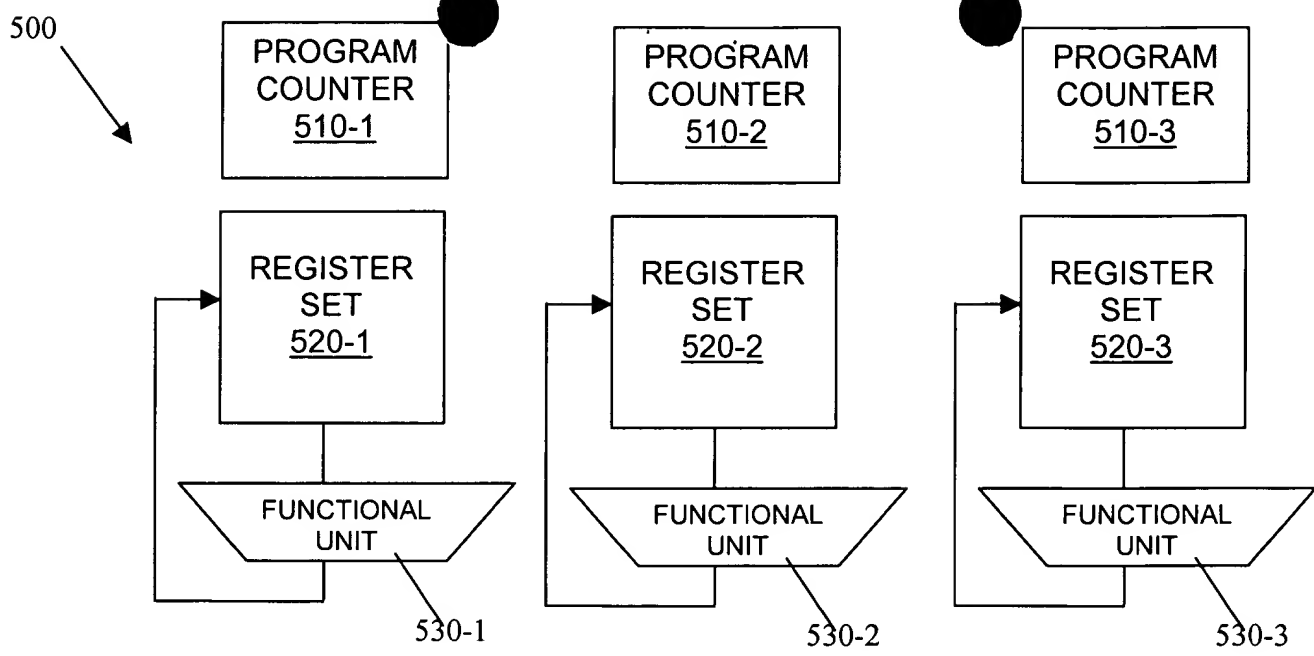 500
PROGRAM
COUNTER
510-1
PROGRAM
COUNTER
510-2
PROGRAM
COUNTER
510-3
REGISTER
SET
520-1
REGISTER
SET
520-2
REGISTER
SET
520-3
FUNCTIONAL
UNIT
FUNCTIONAL
UNIT
FUNCTIONAL
UNIT
530-1
530-2
530-3